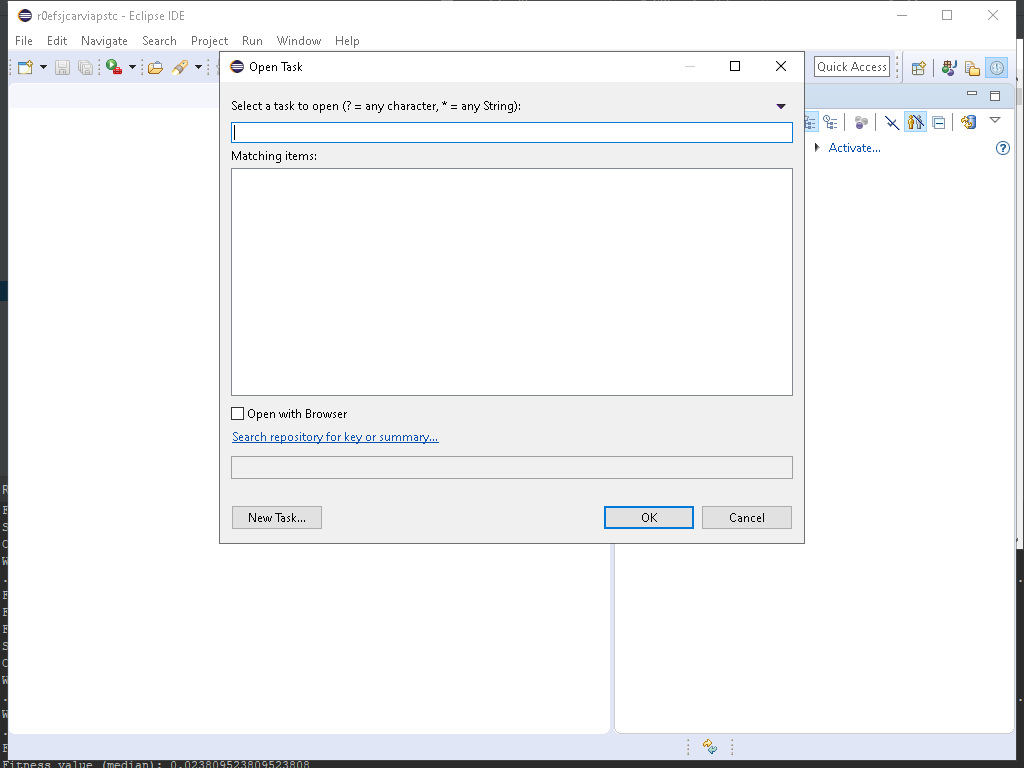 r0efsjcarviapstc - Eclipse IDE
File Edit Navigate Search Project Run Window Help
Open Task
Quick Access
Select a task to open (? = any character, * = any String):
Matching items:
Activate...
Open with Browser
Search repository for key or summary...
New Task... OK Cancel
Fitness value (median): 0.023809523809523808